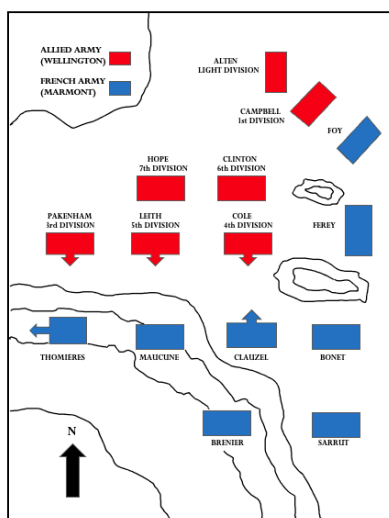 ALLIED ARMY
(WELLINGTON)
FRENCH ARMY
(MARMONT)
ALTEN
LIGHT DIVISION
CAMPBELL
1st DIVISION
FOY
HOPE
7th DIVISION
CLINTON
6th DIVISION
PAKENHAM
3rd DIVISION
LEITH
5th DIVISION
COLE
4th DIVISION
FEREY
THOMIERES
MAUCUNE
CLAUZEL
BONET
BRENIER
SARRUT
N